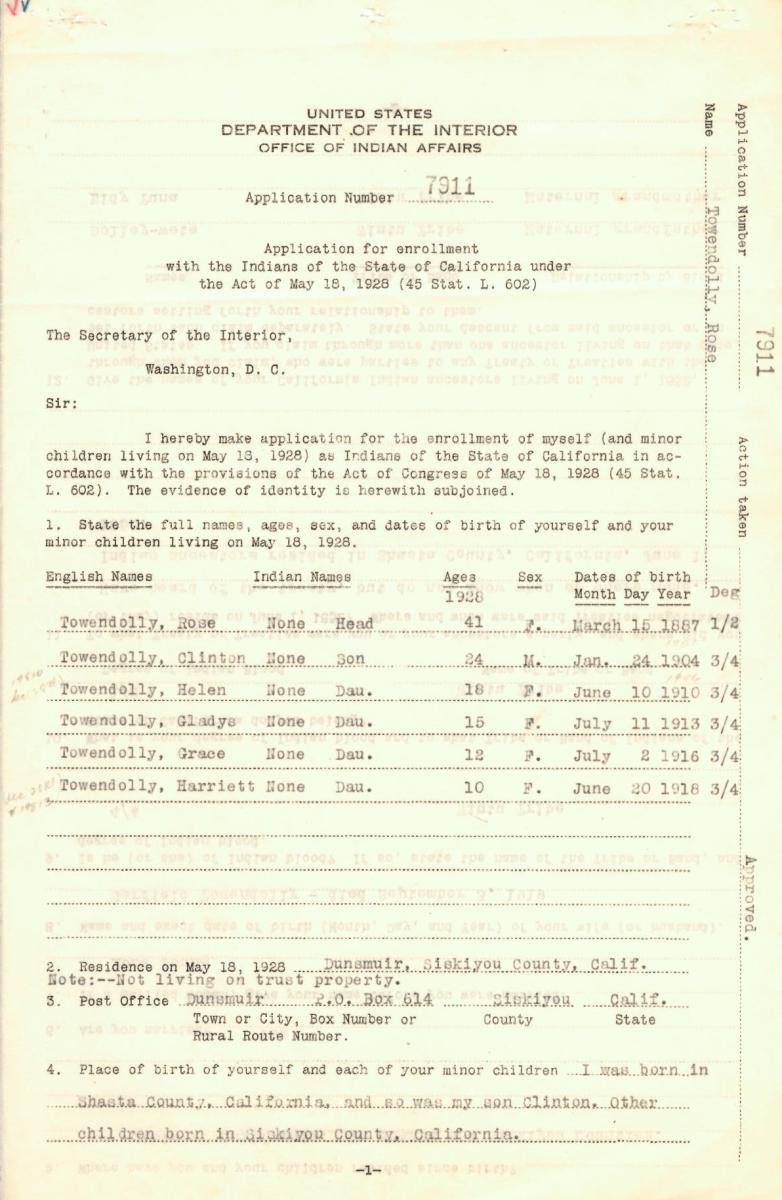 UNITED STATES
DEPARTMENT OF THE INTERIOR
OFFICE OF INDIAN AFFAIRS
Application Number 7911
Application for enrollment
with the Indians of the State of California under
the Act of May 18, 1928 (45 Stat. L. 602)
The Secretary of the Interior,
Washington, D. C.
Sir:
I hereby make application for the enrollment of myself (and minor
children living on May 18, 1928) as Indians of the State of California in ac-
cordance with the provisions of the Act of Congress of May 18, 1928 (45 Stat.
L. 602). The evidence of identity is herewith subjoined.
1. State the full names, ages, sex, and dates of birth of yourself and your
minor children living on May 18, 1928.
English Names Indian Names Ages Sex Dates of birth
1928 Month Day Year Deg
Towendolly, Rose None Head 41 F. March 15 1887 1/2
Towendolly, Clinton None Son 24 M. Jan. 24 1904 3/4
Towendolly, Helen None Dau. 18 F. June 10 1910 3/4
Towendolly, Gladys None Dau. 15 F. July 11 1913 3/4
Towendolly, Grace None Dau. 12 F. July 2 1916 3/4
Towendolly, Harriett None Dau. 10 F. June 20 1918 3/4
2. Residence on May 18, 1928 Dunsmuir, Siskiyou County, Calif.
Note:--Not living on trust property.
3. Post Office Dunsmuir P.O. Box 614 Siskiyou Calif.
Town or City, Box Number or County State
Rural Route Number.
4. Place of birth of yourself and each of your minor children I was born in
Shasta County, California, and so was my son Clinton. Other
children born in Siskiyou County, California.
-1-
Application Number 7911 Action taken Approved.
Name Towendolly, Rose